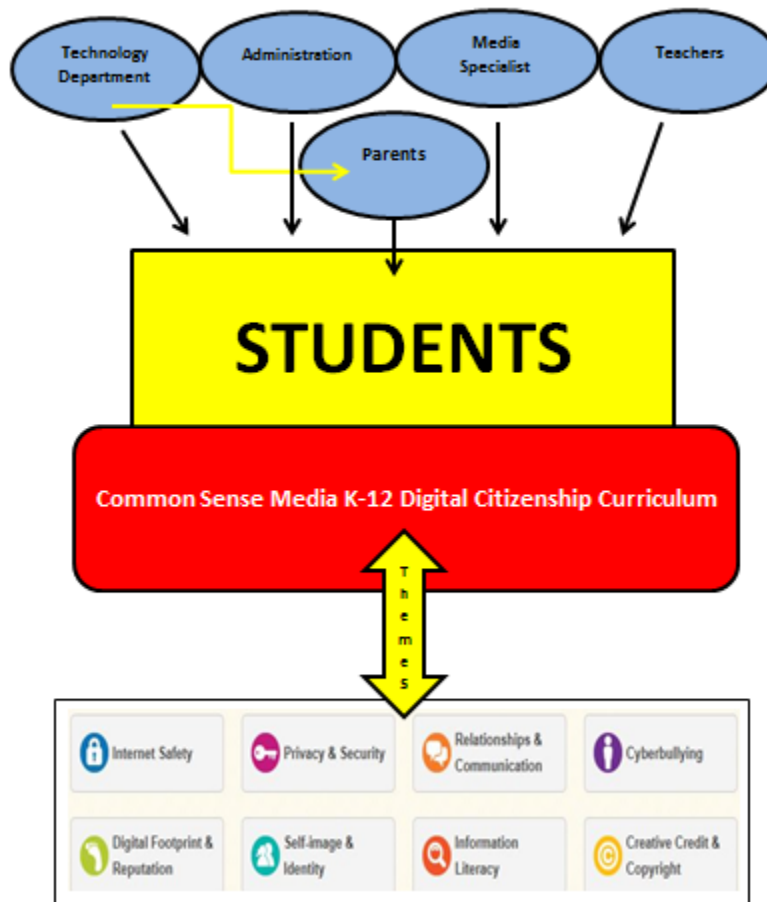 Technology
Department
Administration
Media
Specialist
Teachers
Parents
STUDENTS
Common Sense Media K-12 Digital Citizenship Curriculum
Themes
Internet Safety
Privacy & Security
Relationships &
Communication
Cyberbullying
Digital Footprint &
Reputation
Self-image &
Identity
Information
Literacy
Creative Credit &
Copyright